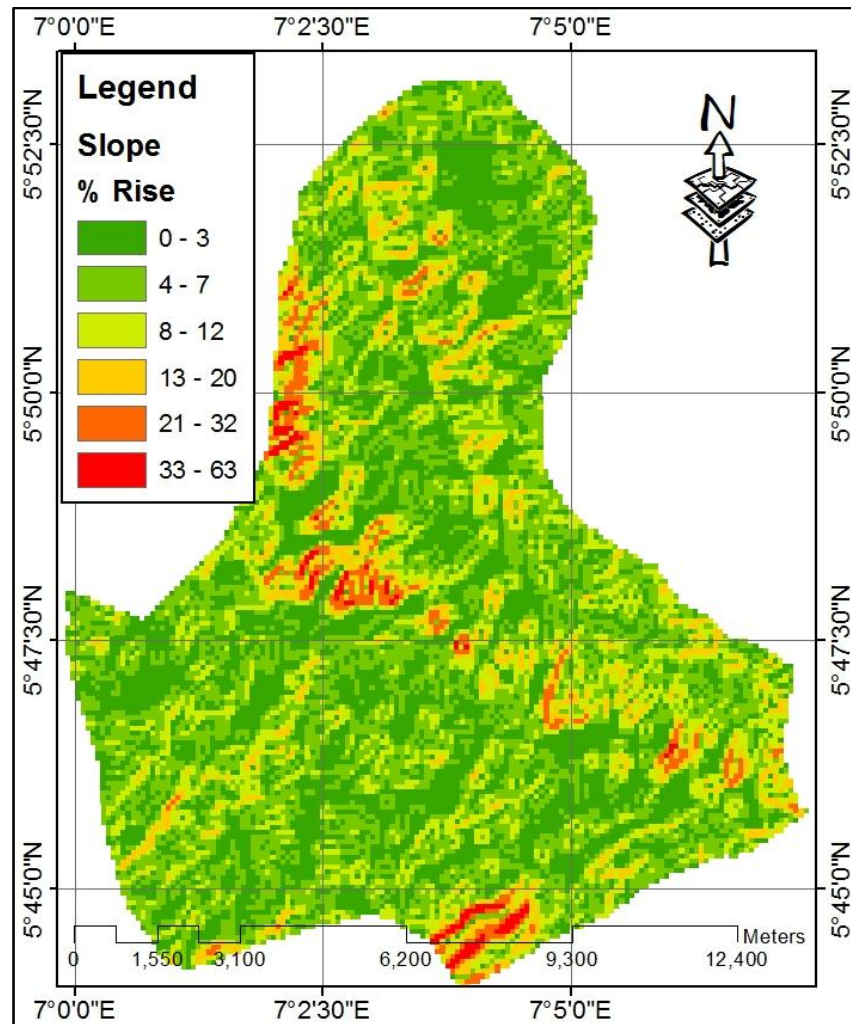 7°0'0"E 7°2'30"E 7°5'0"E
Legend
Slope
% Rise
0 - 3
4 - 7
8 - 12
13 - 20
21 - 32
33 - 63
N
5°52'30"N 5°52'30"N
5°50'0"N 5°50'0"N
5°47'30"N 5°47'30"N
5°45'0"N 5°45'0"N
Meters
0 1,550 3,100 6,200 9,300 12,400
7°0'0"E 7°2'30"E 7°5'0"E